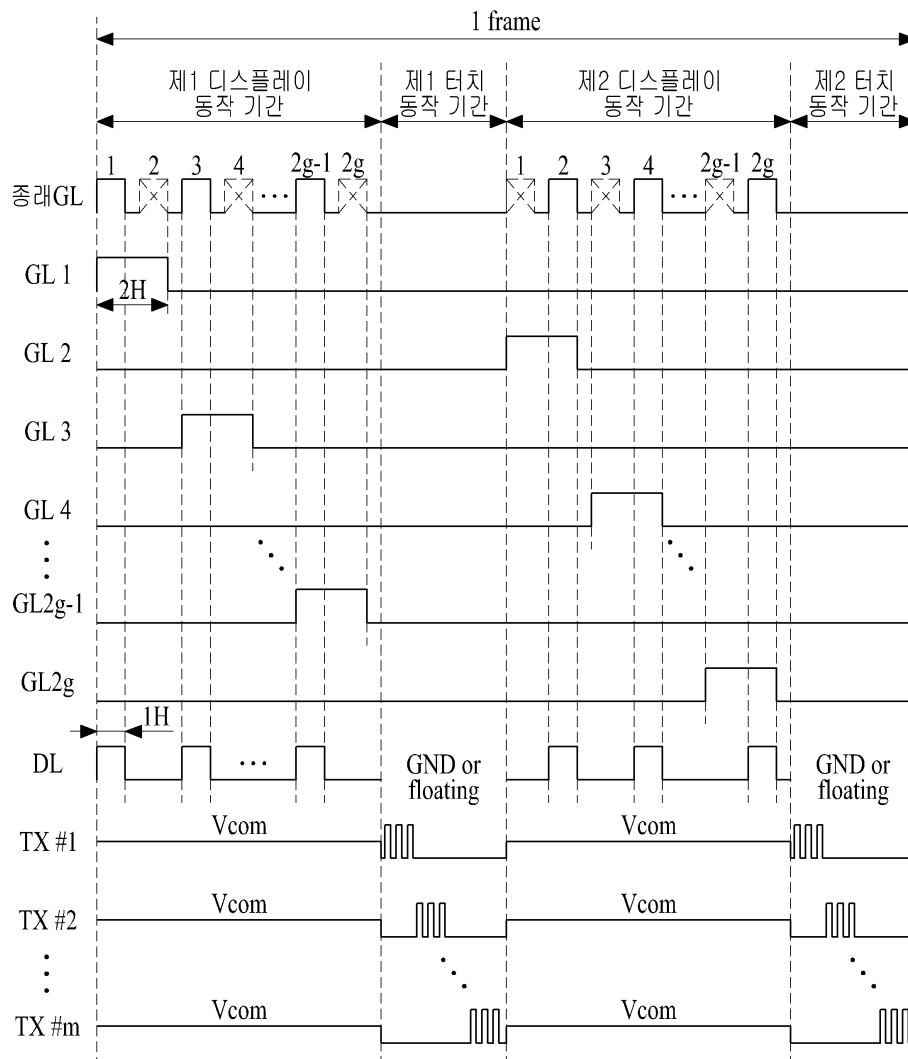 1 frame
제1 디스플레이
동작 기간
제1 터치
동작 기간
제2 디스플레이
동작 기간
제2 터치
동작 기간
종래GL 1 2 3 4 ··· 2g-1 2g 1 2 3 4 ··· 2g-1 2g
GL 1
2H
GL 2
GL 3
GL 4
GL2g-1
GL2g
1H
DL ··· GND or
floating
··· GND or
floating
TX #1 Vcom Vcom
TX #2 Vcom Vcom
TX #m Vcom Vcom